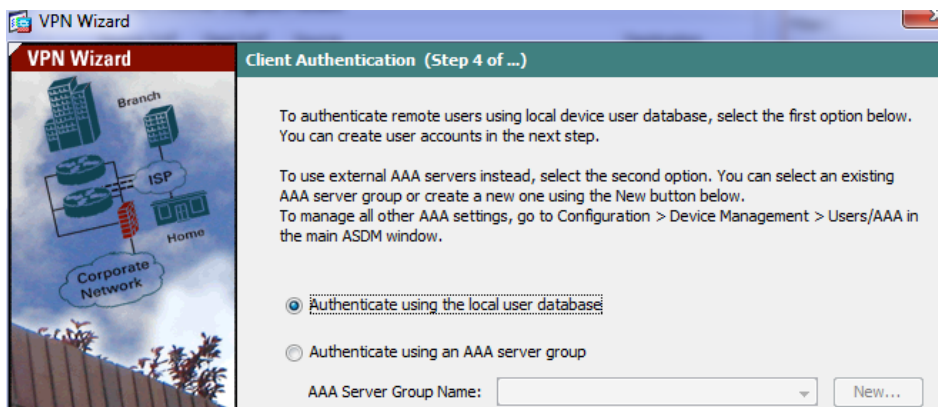 VPN Wizard
VPN Wizard
Client Authentication (Step 4 of ...)
Branch
ISP
Home
Corporate
Network
To authenticate remote users using local device user database, select the first option below.
You can create user accounts in the next step.
To use external AAA servers instead, select the second option. You can select an existing
AAA server group or create a new one using the New button below.
To manage all other AAA settings, go to Configuration > Device Management > Users/AAA in
the main ASDM window.
Authenticate using the local user database
Authenticate using an AAA server group
AAA Server Group Name:
New...